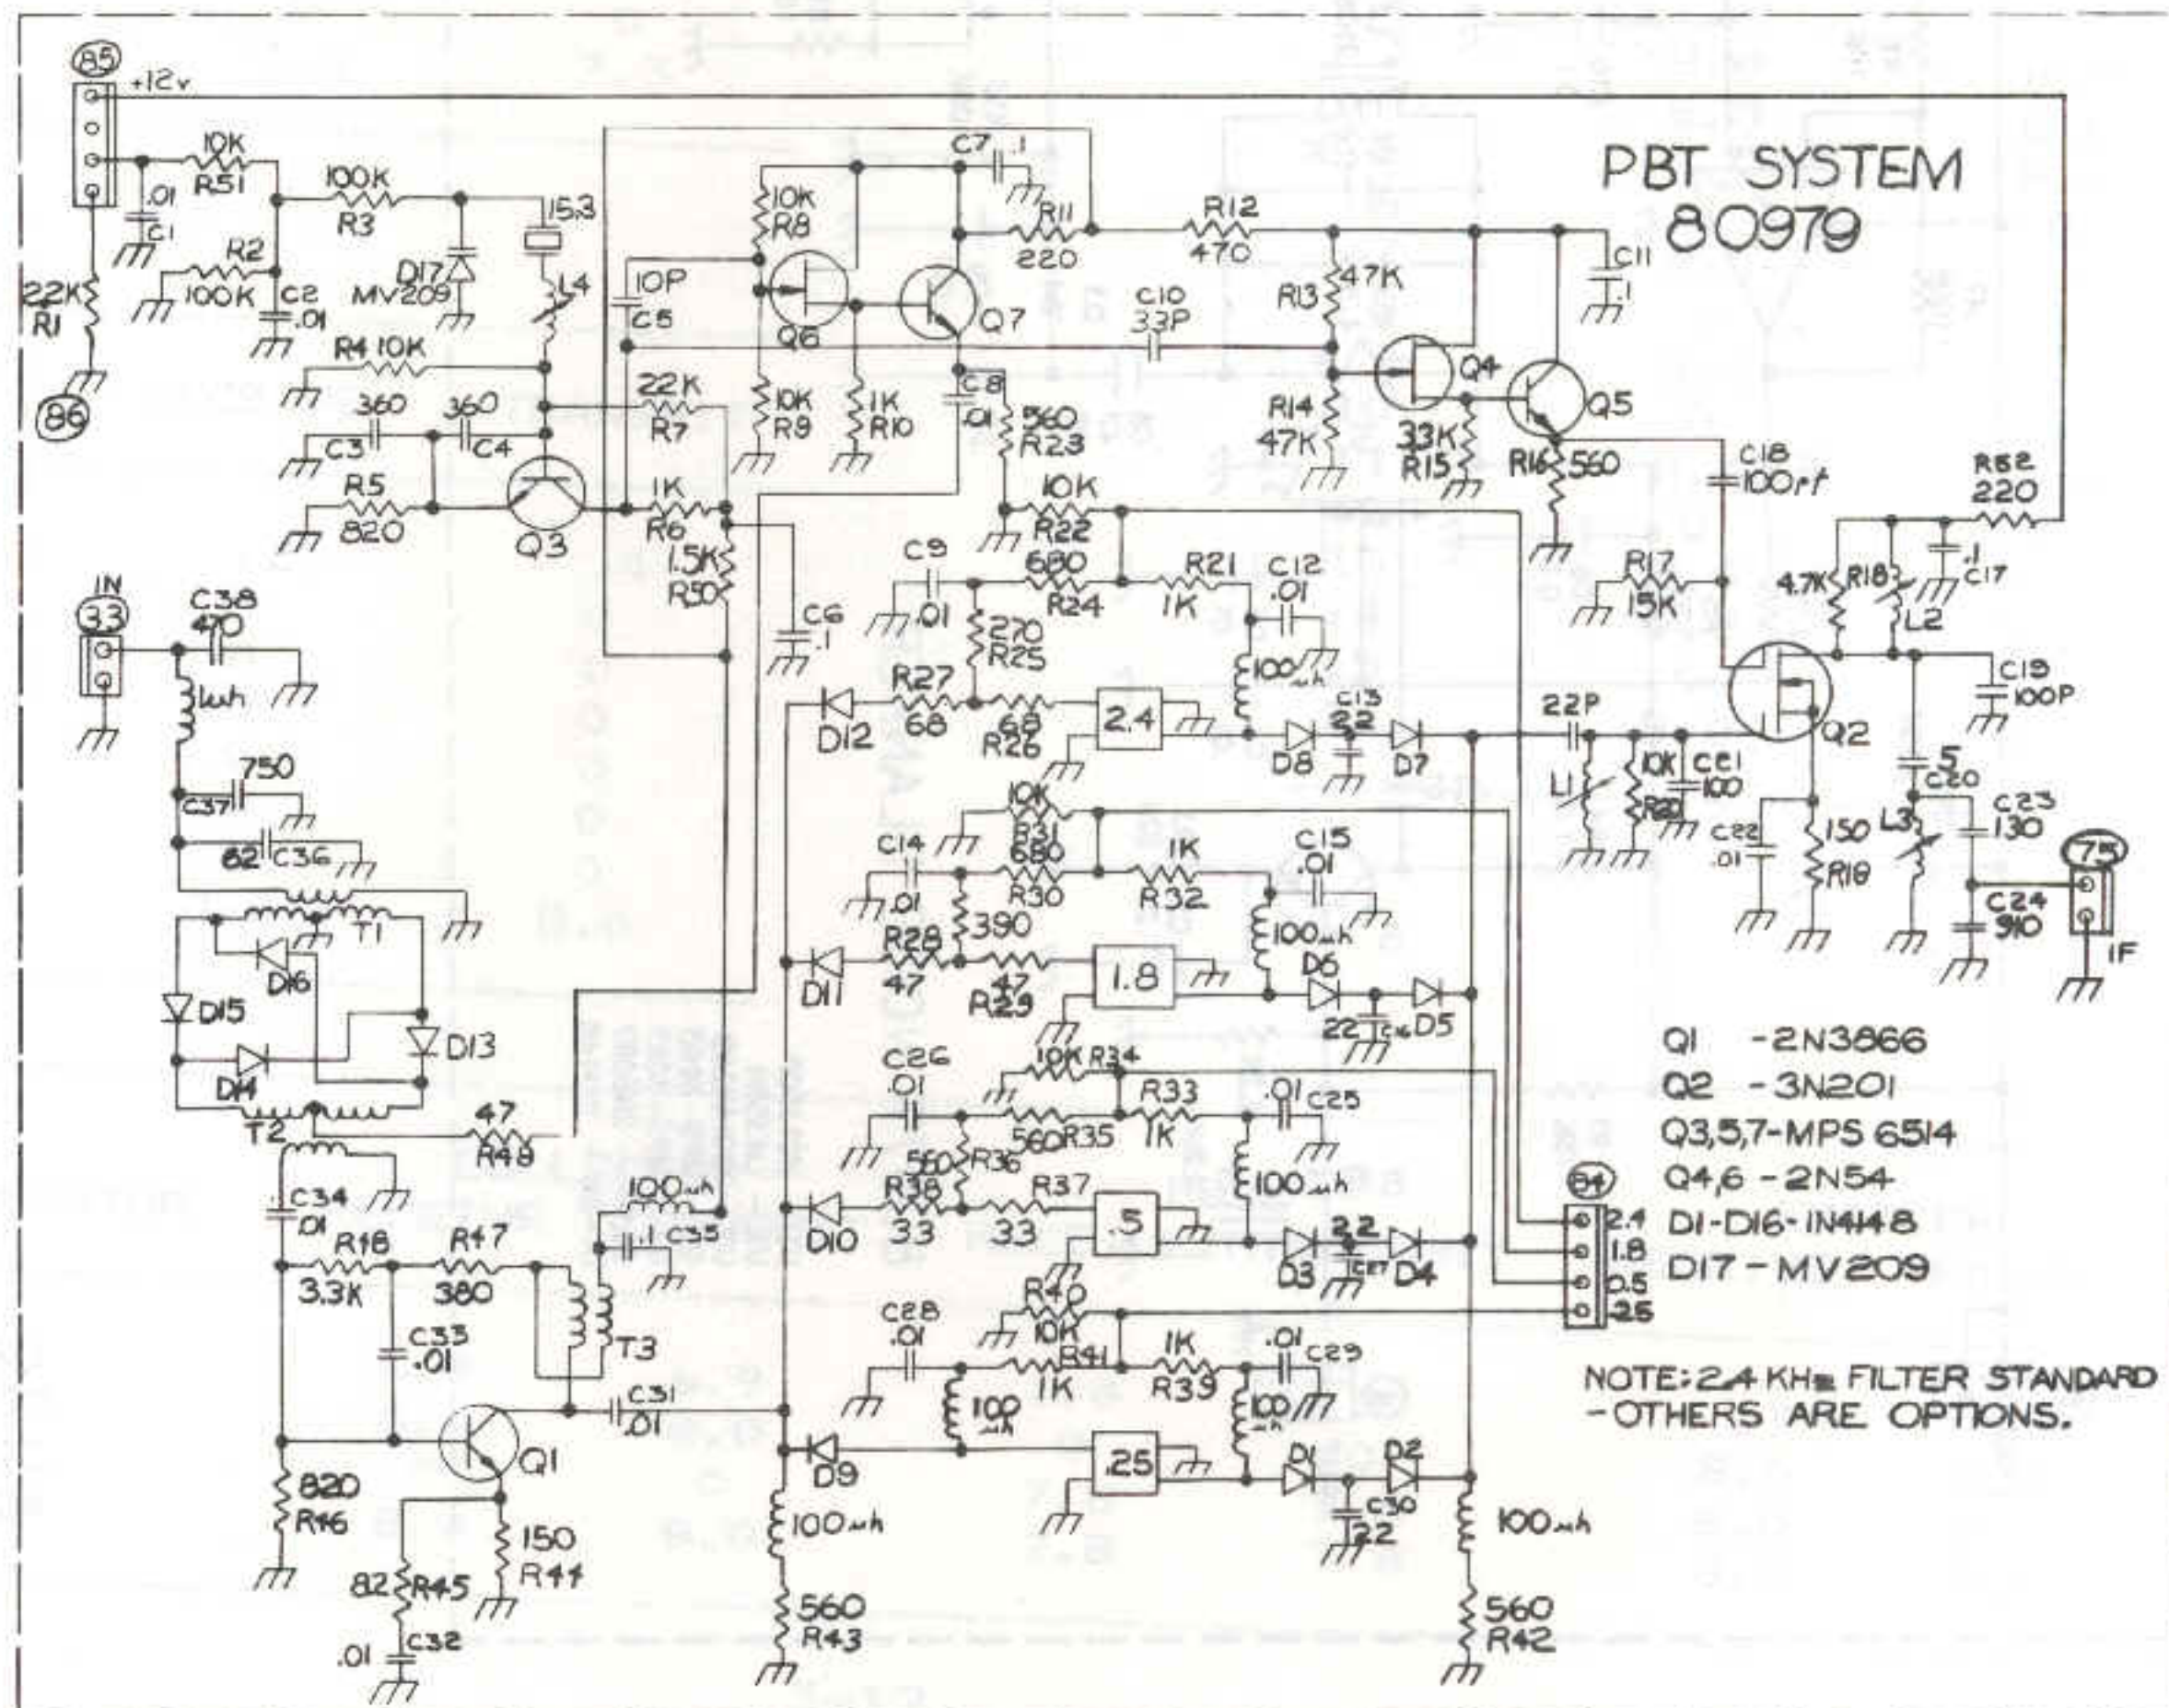 PBT SYSTEM
80979
85
+12v
10K
R51
.01
C1
100K
R3
R2
100K
C2
.01
22K
R1
86
D17
MV209
15.3
L4
R4 10K
360
C3
360
C4
R5
820
Q3
22K
R7
1K
R6
1.5K
R50
C6
.1
10P
C5
10K
R8
Q6
10K
R9
1K
R10
C7 .1
Q7
C8
.01
560
R23
R11
220
R12
470
C10
33P
R13
47K
R14
47K
Q4
33K
R15
Q5
R16 560
C11
.1
C18
100pf
R52
220
R17
15K
4.7K
R18
L2
.1
C17
Q2
C19
100P
22P
L1
10K
R20
C21
100
C22
.01
150
R19
5
C20
L3
C23
130
C24
910
75
IF
IN
33
C38
470
1uh
750
C37
82 C36
T1
D16
D15
D14
D13
T2
47
R49
C34
.01
R48
3.3K
R47
380
C33
.01
100uh
.1 C35
T3
C31
.01
Q1
820
R46
82 R45
.01 C32
150
R44
10K
R22
C9
.01
680
R24
R21
1K
C12
.01
270
R25
100uh
D12
R27
68
68
R26
2.4
D8
C13
22
D7
10K
R31
C14
.01
680
R30
1K
R32
C15
.01
390
100uh
D11
R28
47
47
R29
1.8
D6
22 C16
D5
10K R34
C26
.01
560 R35
R33
1K
.01
C25
560 R36
100uh
D10
R38
33
R37
33
.5
D3
22
C27
D4
R40
10K
C28
.01
R41
1K
1K
R39
.01
C29
100
uh
100
uh
D9
.25
D1
D2
C30
22
100uh
560
R43
100uh
560
R42
84
2.4
1.8
0.5
.25
Q1 -2N3866
Q2 -3N201
Q3,5,7-MPS 6514
Q4,6 -2N54
D1-D16-1N4148
D17-MV209
NOTE: 2.4 KHz FILTER STANDARD
-OTHERS ARE OPTIONS.